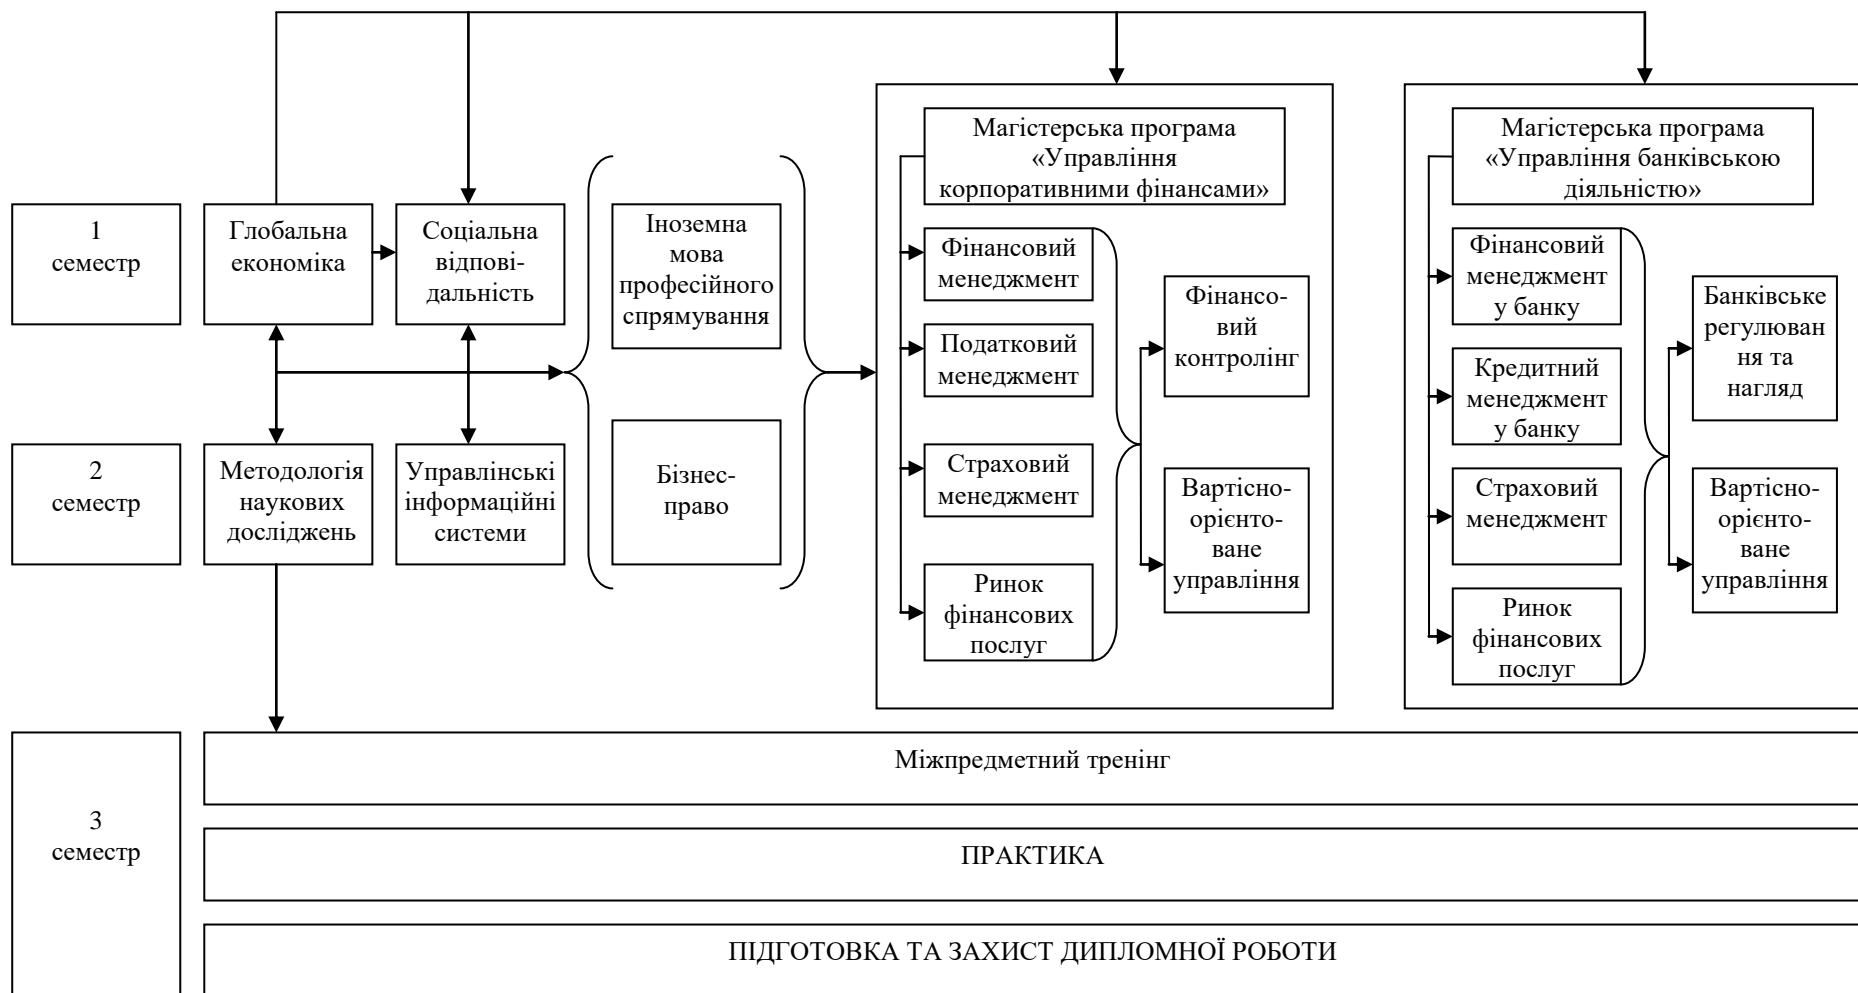 1
семестр
Глобальна
економіка
Соціальна
відпові-
дальність
Іноземна
мова
професійного
спрямування
Магістерська програма
«Управління
корпоративними фінансами»
Фінансовий
менеджмент
Податковий
менеджмент
Страховий
менеджмент
Ринок
фінансових
послуг
Фінансо-
вий
контролінг
Вартісно-
орієнто-
ване
управління
Магістерська програма
«Управління банківською
діяльністю»
Фінансовий
менеджмент
у банку
Кредитний
менеджмент
у банку
Страховий
менеджмент
Ринок
фінансових
послуг
Банківське
регулюван
ня та
нагляд
Вартісно-
орієнто-
ване
управління
2
семестр
Методологія
наукових
досліджень
Управлінські
інформаційні
системи
Бізнес-
право
3
семестр
Міжпредметний тренінг
ПРАКТИКА
ПІДГОТОВКА ТА ЗАХИСТ ДИПЛОМНОЇ РОБОТИ